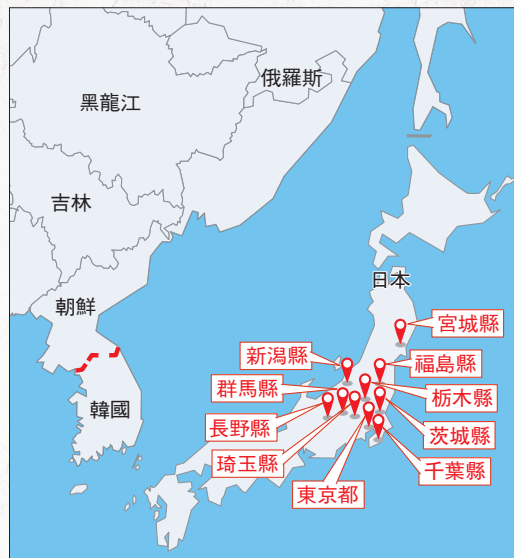 俄羅斯
黑龍江
吉林
日本
朝鮮
宮城縣
新潟縣
福島縣
群馬縣
栃木縣
韓國
長野縣
茨城縣
埼玉縣
千葉縣
東京都